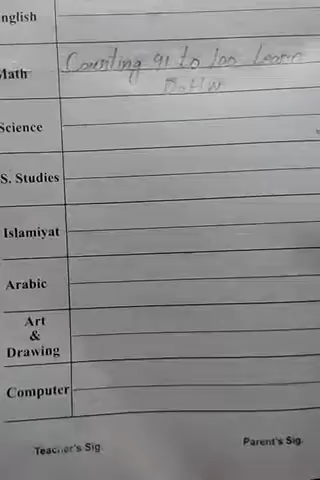 nglish
Math Counting 91 to 100 Learn
D.H.W
Science
S. Studies
Islamiyat
Arabic
Art
&
Drawing
Computer
Teacher's Sig. Parent's Sig.